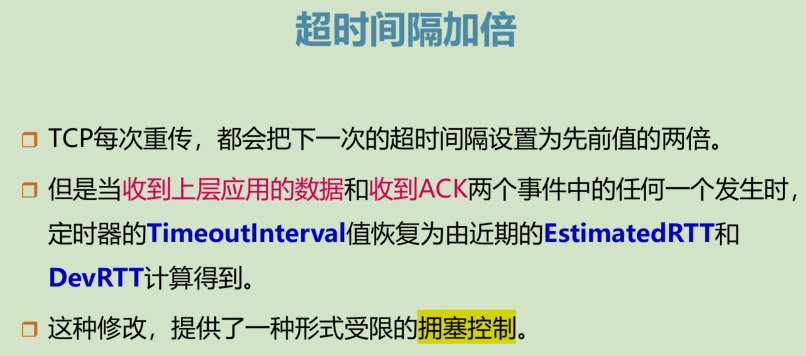 超时间隔加倍
TCP每次重传，都会把下一次的超时间隔设置为先前值的两倍。
但是当收到上层应用的数据和收到ACK两个事件中的任何一个发生时，
定时器的TimeoutInterval值恢复为由近期的EstimatedRTT和
DevRTT计算得到。
这种修改，提供了一种形式受限的拥塞控制。